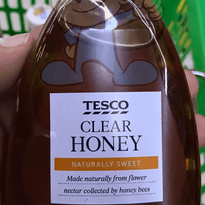 TESCO
CLEAR
HONEY
NATURALLY SWEET
Made naturally from flower
nectar collected by honey bees